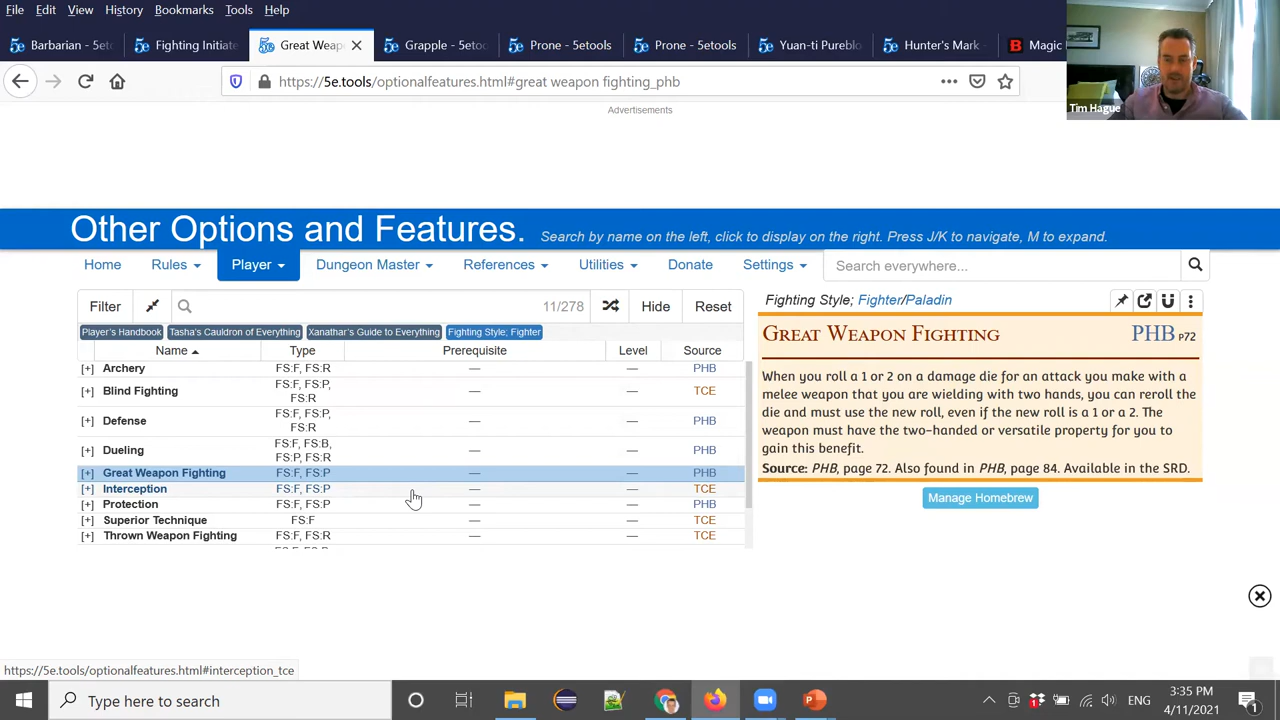 File Edit View History Bookmarks Tools Help
Barbarian - 5eto
Fighting Initiate
Great Weap
Grapple - 5etoo
Prone - 5etools
Prone - 5etools
Yuan-ti Pureblo
Hunter's Mark -
Magic
https://5e.tools/optionalfeatures.html#great weapon fighting_phb
Tim Hague
Advertisements
Other Options and Features. Search by name on the left, click to display on the right. Press J/K to navigate, M to expand.
Home Rules Player Dungeon Master References Utilities Donate Settings Search everywhere...
Filter 11/278 Hide Reset
Player's Handbook Tasha's Cauldron of Everything Xanathar's Guide to Everything Fighting Style; Fighter
Name Type Prerequisite Level Source
[+] Archery FS:F, FS:R — — PHB
[+] Blind Fighting FS:F, FS:P, FS:R — — TCE
[+] Defense FS:F, FS:P, FS:R — — PHB
[+] Dueling FS:F, FS:B, FS:P, FS:R — — PHB
[+] Great Weapon Fighting FS:F, FS:P — — PHB
[+] Interception FS:F, FS:P — — TCE
[+] Protection FS:F, FS:P — — PHB
[+] Superior Technique FS:F — — TCE
[+] Thrown Weapon Fighting FS:F, FS:R — — TCE
Fighting Style; Fighter/Paladin
Great Weapon Fighting PHB p72
When you roll a 1 or 2 on a damage die for an attack you make with a
melee weapon that you are wielding with two hands, you can reroll the
die and must use the new roll, even if the new roll is a 1 or a 2. The
weapon must have the two-handed or versatile property for you to
gain this benefit.
Source: PHB, page 72. Also found in PHB, page 84. Available in the SRD.
Manage Homebrew
https://5e.tools/optionalfeatures.html#interception_tce
Type here to search
ENG
3:35 PM
4/11/2021